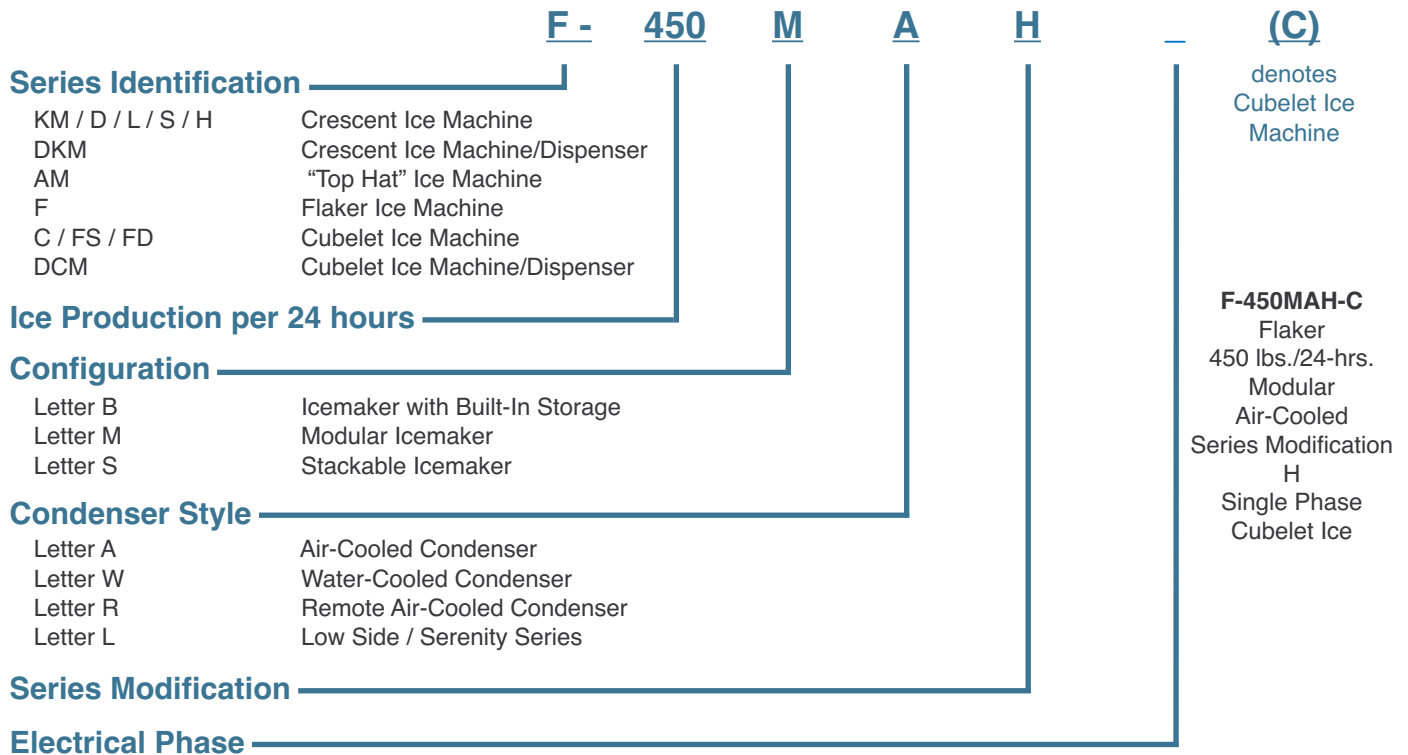 F - 450 M A H _ (C)
denotes
Cubelet Ice
Machine
Series Identification
KM / D / L / S / H Crescent Ice Machine
DKM Crescent Ice Machine/Dispenser
AM “Top Hat” Ice Machine
F Flaker Ice Machine
C / FS / FD Cubelet Ice Machine
DCM Cubelet Ice Machine/Dispenser
Ice Production per 24 hours
Configuration
Letter B Icemaker with Built-In Storage
Letter M Modular Icemaker
Letter S Stackable Icemaker
Condenser Style
Letter A Air-Cooled Condenser
Letter W Water-Cooled Condenser
Letter R Remote Air-Cooled Condenser
Letter L Low Side / Serenity Series
Series Modification
Electrical Phase
F-450MAH-C
Flaker
450 lbs./24-hrs.
Modular
Air-Cooled
Series Modification
H
Single Phase
Cubelet Ice